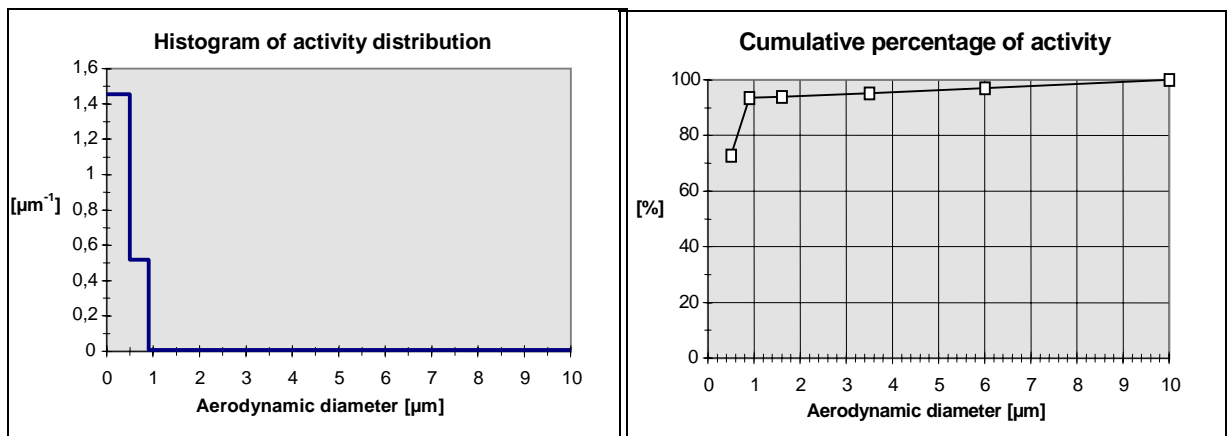 Histogram of activity distribution
1,6
1,4
1,2
1
0,8
[µm-1]
0,6
0,4
0,2
0
0 1 2 3 4 5 6 7 8 9 10
Aerodynamic diameter [µm]
Cumulative percentage of activity
100
80
60
[%]
40
20
0
0 1 2 3 4 5 6 7 8 9 10
Aerodynamic diameter [µm]